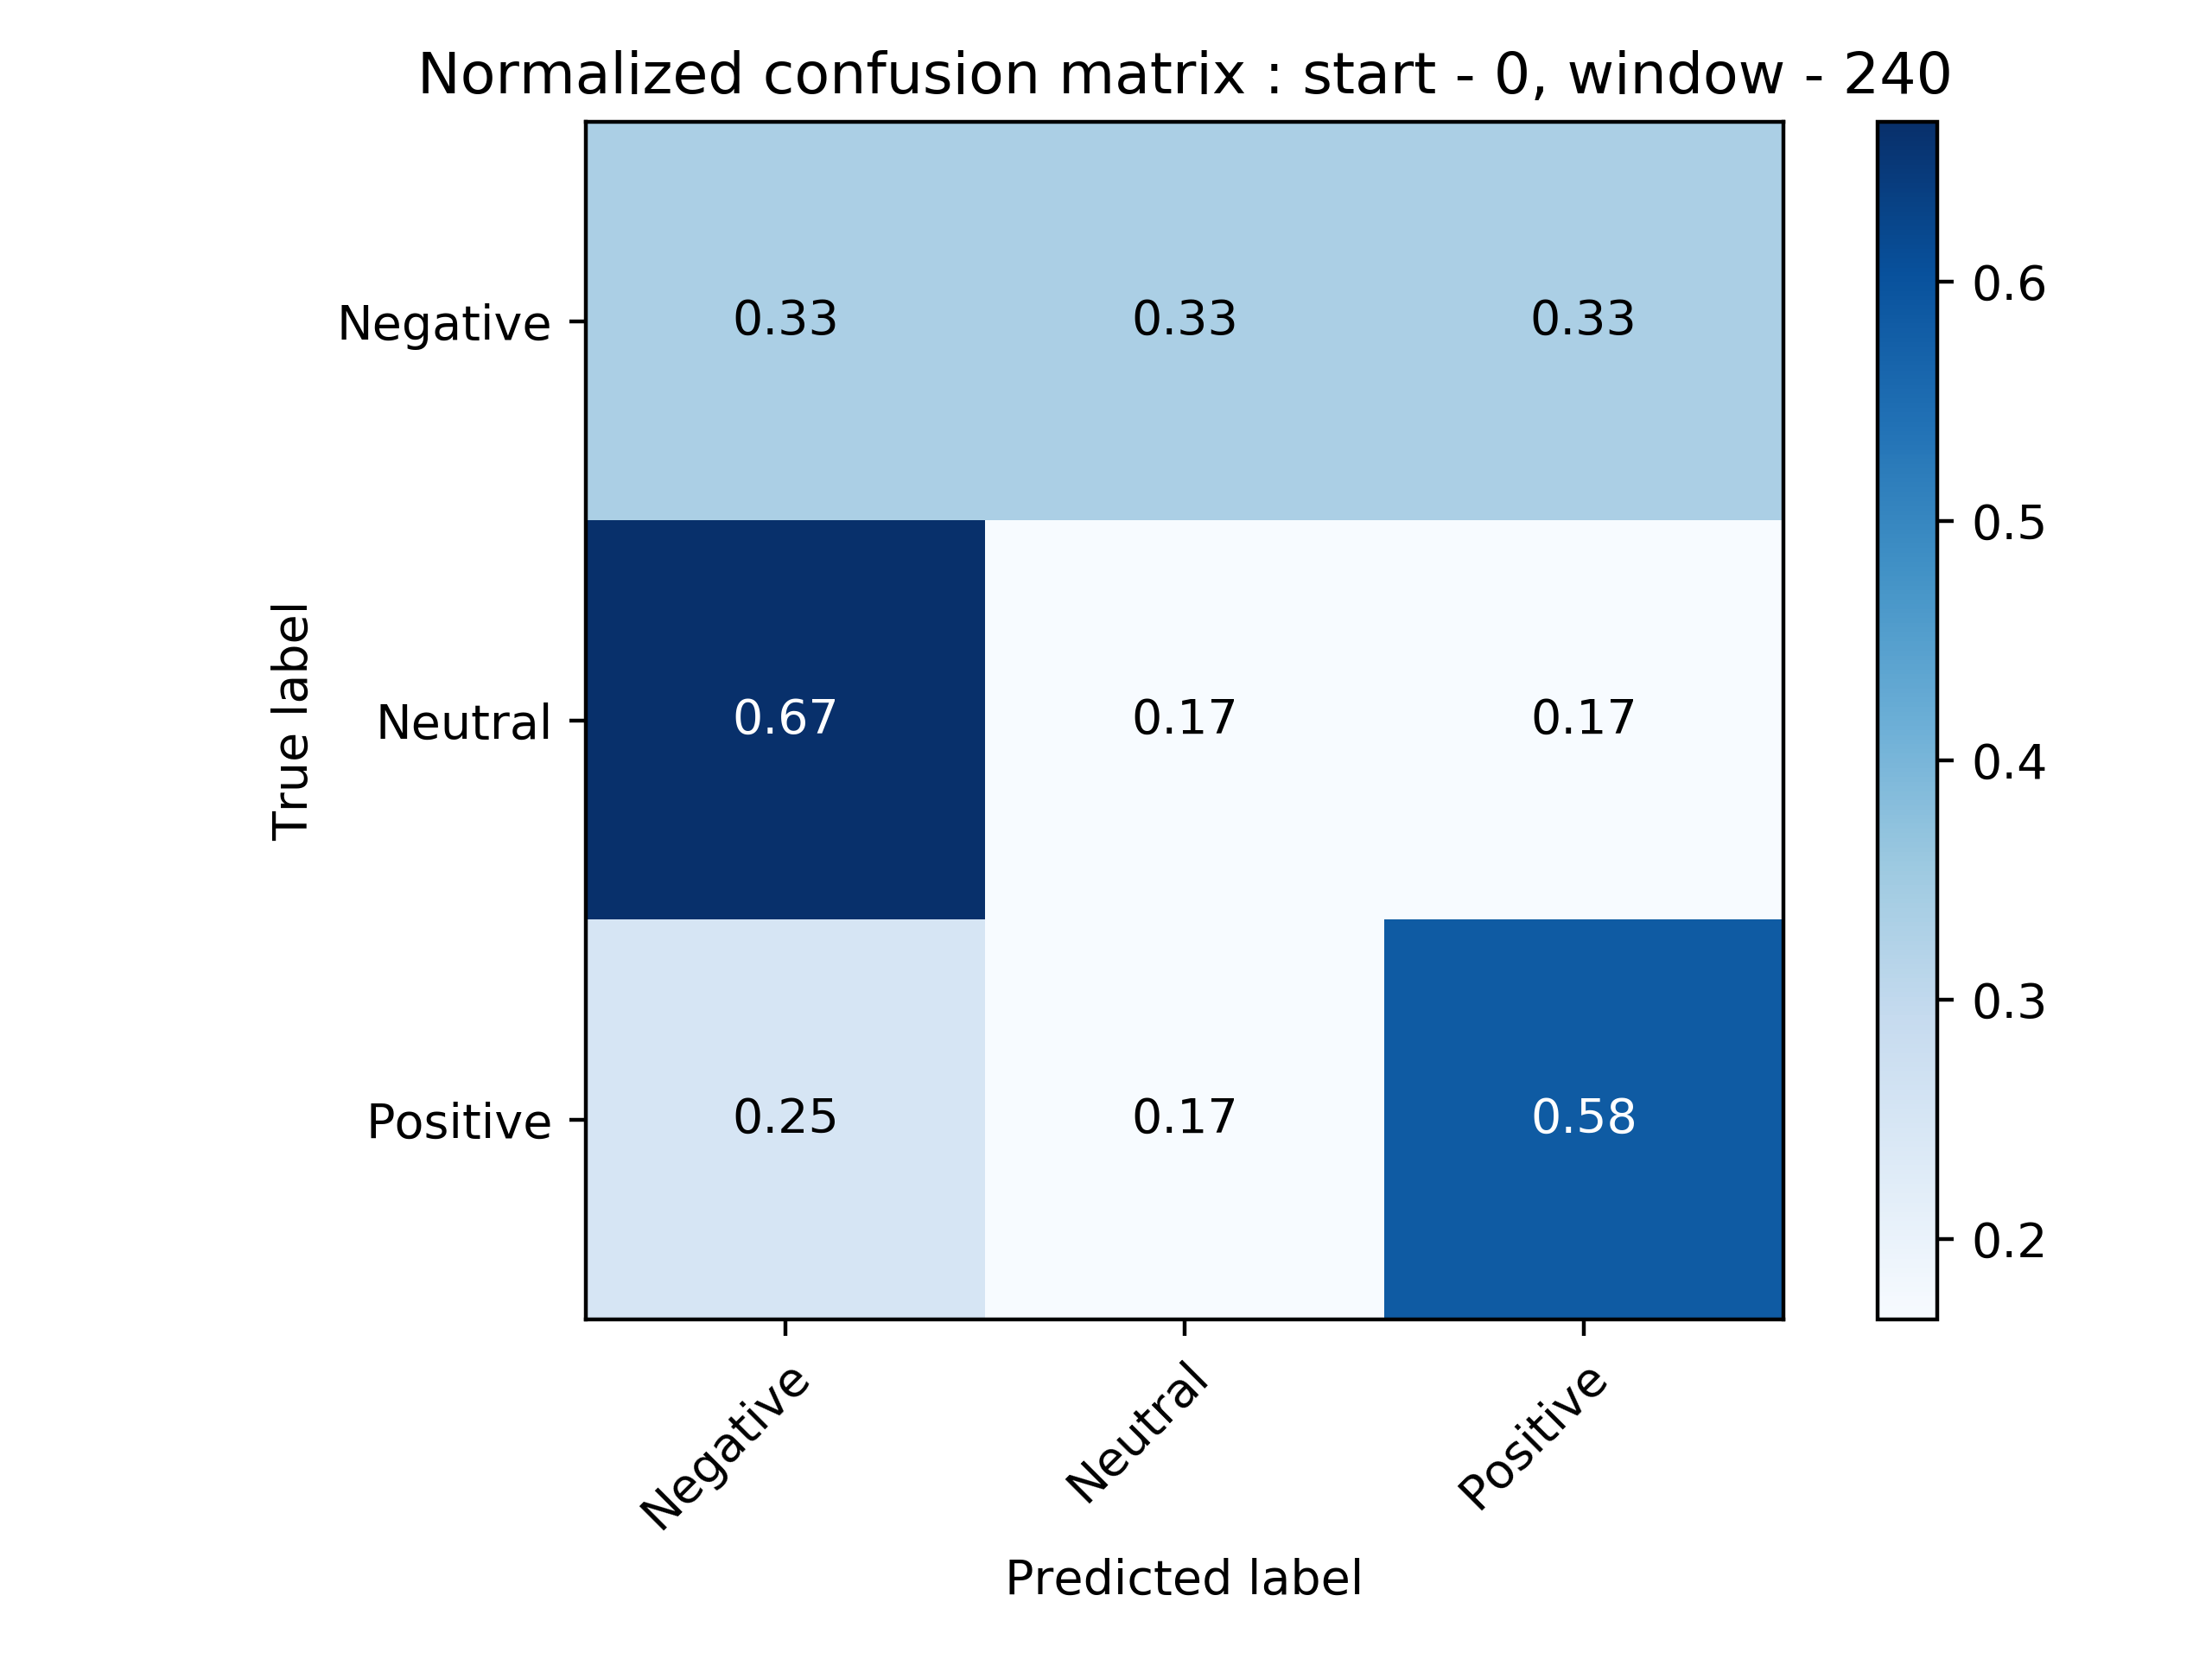 Normalized confusion matrix : start - 0, window - 240
True label
Negative
0.33 0.33 0.33
Neutral
0.67 0.17 0.17
Positive
0.25 0.17 0.58
Negative
Neutral
Positive
Predicted label
0.6
0.5
0.4
0.3
0.2